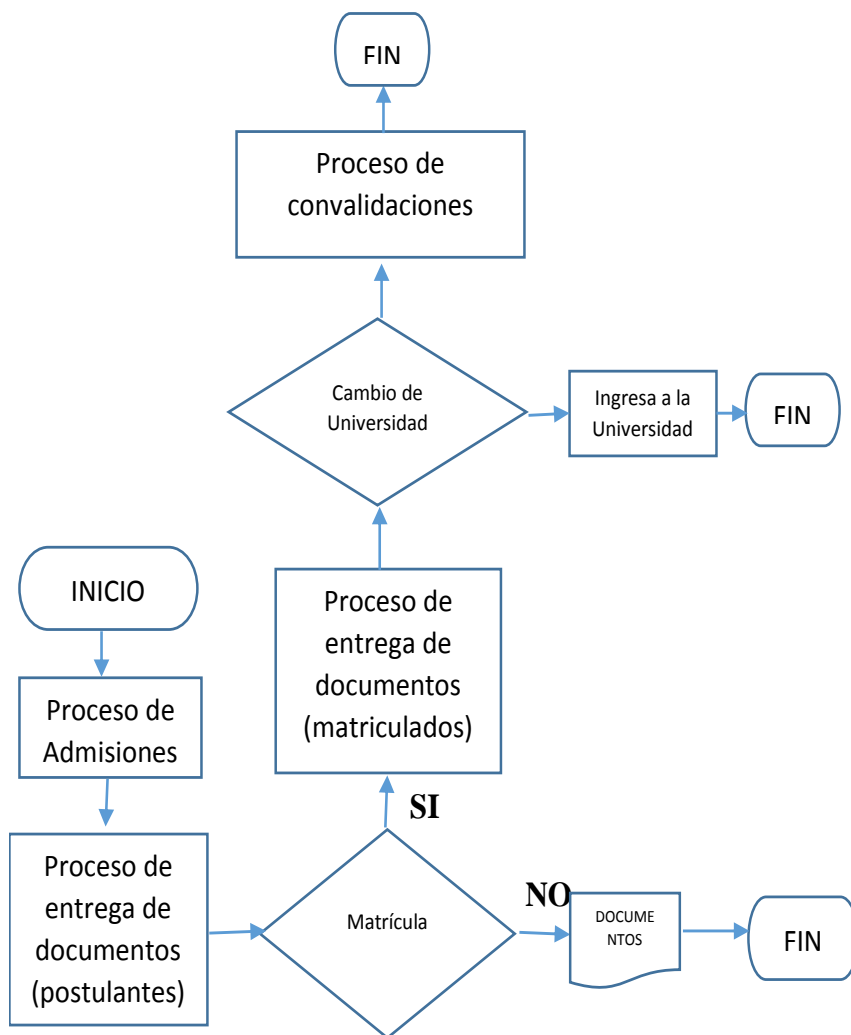 FIN
Proceso de
convalidaciones
Cambio de
Universidad
Ingresa a la
Universidad
FIN
INICIO
Proceso de
entrega de
documentos
(matriculados)
Proceso de
Admisiones
SI
Proceso de
entrega de
documentos
(postulantes)
Matrícula
NO
DOCUME
NTOS
FIN